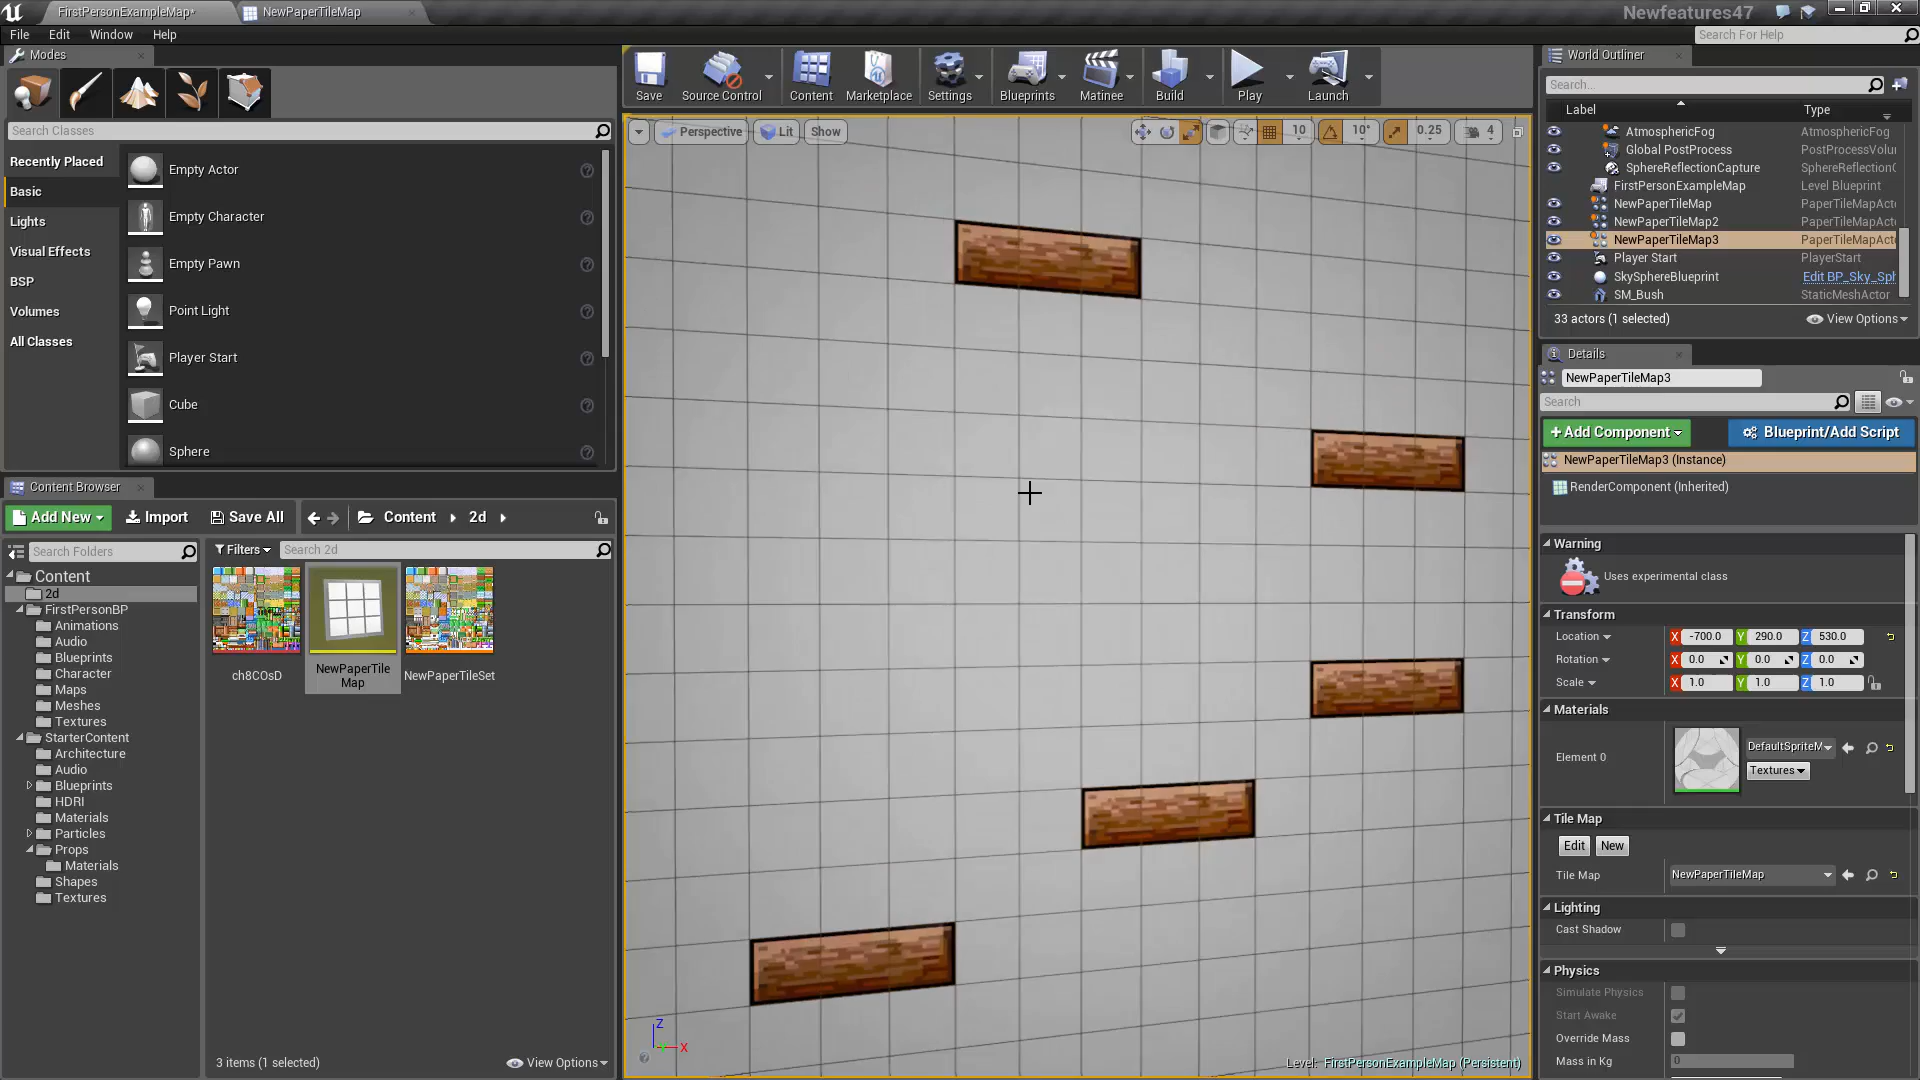 FirstPersonExampleMap*
NewPaperTileMap
Newfeatures47
File
Edit
Window
Help
Search For Help
Modes
Search Classes
Recently Placed
Basic
Lights
Visual Effects
BSP
Volumes
All Classes
Empty Actor
Empty Character
Empty Pawn
Point Light
Player Start
Cube
Sphere
Save
Source Control
Content
Marketplace
Settings
Blueprints
Matinee
Build
Play
Launch
Perspective
Lit
Show
10
10°
0.25
4
Z
X
Level: FirstPersonExampleMap (Persistent)
Content Browser
Add New
Import
Save All
Content
2d
Search Folders
Filters
Search 2d
Content
2d
FirstPersonBP
Animations
Audio
Blueprints
Character
Maps
Meshes
Textures
StarterContent
Architecture
Audio
Blueprints
HDRI
Materials
Particles
Props
Materials
Shapes
Textures
ch8COsD
NewPaperTile
Map
NewPaperTileSet
3 items (1 selected)
View Options
World Outliner
Search...
Label
Type
AtmosphericFog AtmosphericFog
Global PostProcess PostProcessVolu
SphereReflectionCapture SphereReflectionC
FirstPersonExampleMap Level Blueprint
NewPaperTileMap PaperTileMapActo
NewPaperTileMap2 PaperTileMapActo
NewPaperTileMap3 PaperTileMapActo
Player Start PlayerStart
SkySphereBlueprint Edit BP_Sky_Sph
SM_Bush StaticMeshActor
33 actors (1 selected)
View Options
Details
NewPaperTileMap3
Search
+ Add Component
Blueprint/Add Script
NewPaperTileMap3 (Instance)
RenderComponent (Inherited)
Warning
Uses experimental class
Transform
Location X -700.0 Y 290.0 Z 530.0
Rotation X 0.0 Y 0.0 Z 0.0
Scale X 1.0 Y 1.0 Z 1.0
Materials
Element 0
DefaultSpriteM
Textures
Tile Map
Edit
New
Tile Map
NewPaperTileMap
Lighting
Cast Shadow
Physics
Simulate Physics
Start Awake
Override Mass
Mass in Kg
0